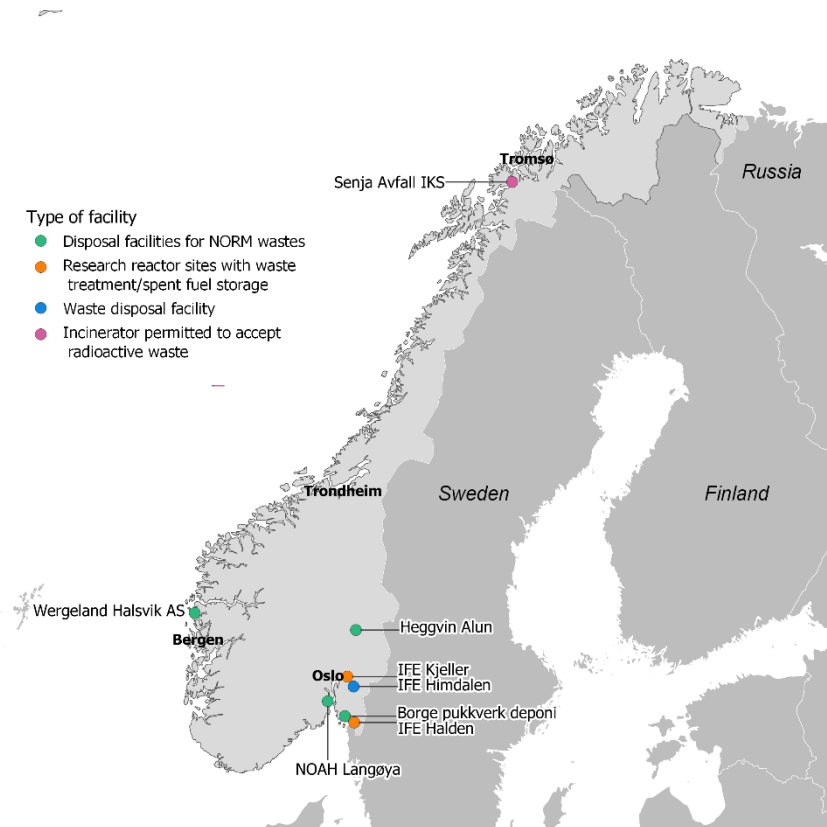 Tromsø
Russia
Senja Avfall IKS
Type of facility
Disposal facilities for NORM wastes
Research reactor sites with waste
treatment/spent fuel storage
Waste disposal facility
Incinerator permitted to accept
radioactive waste
Trondheim
Sweden
Finland
Wergeland Halsvik AS
Heggvin Alun
Bergen
Oslo
IFE Kjeller
IFE Himdalen
Borge pukkverk deponi
IFE Halden
NOAH Langøya